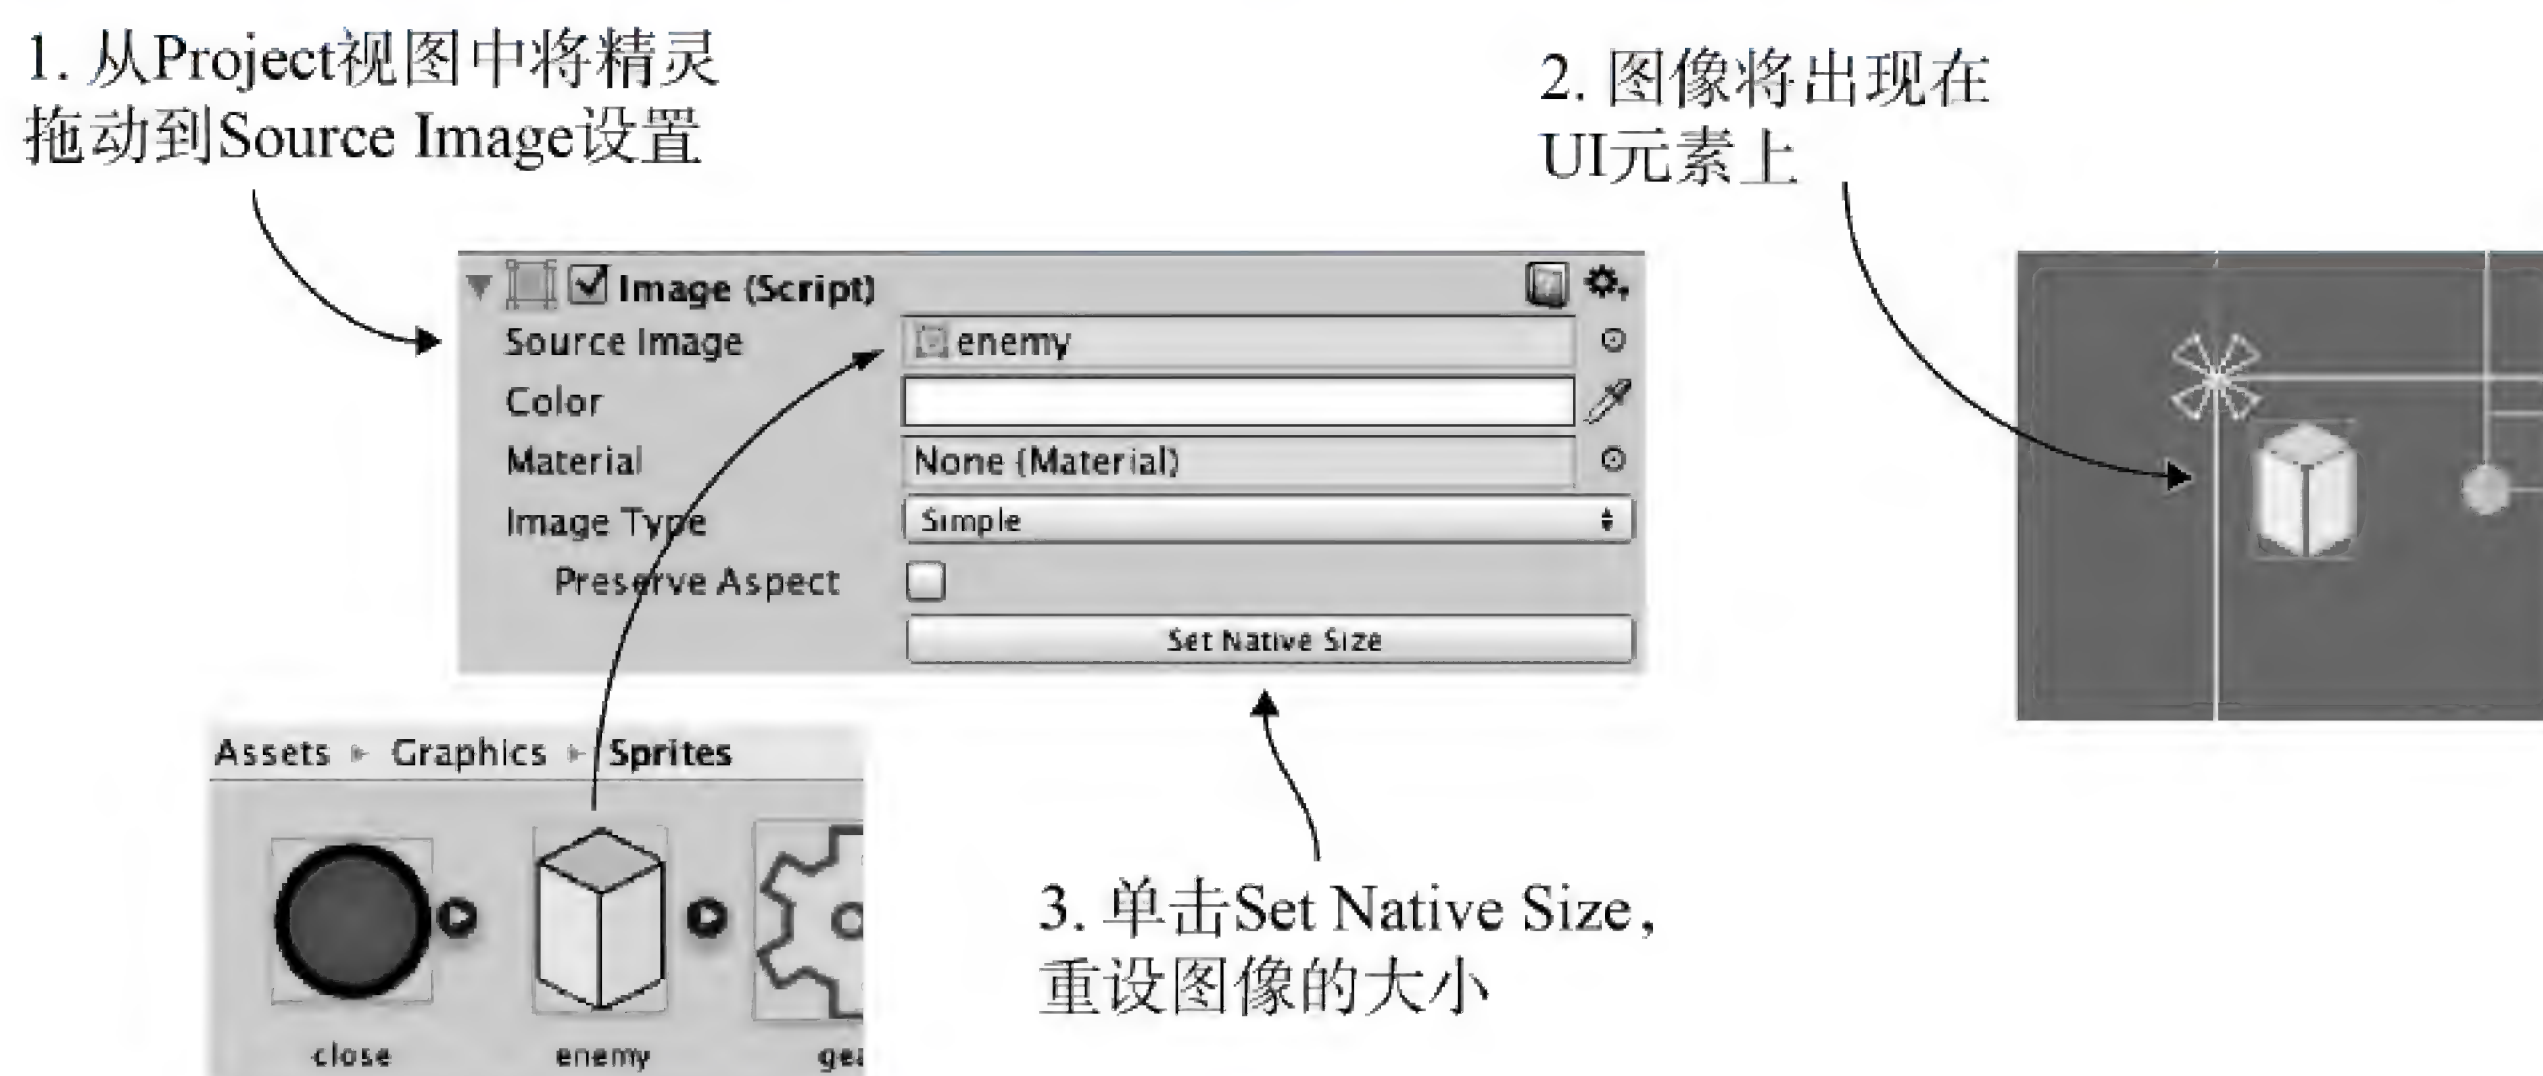 1. 从Project视图中将精灵
拖动到Source Image设置
2. 图像将出现在
UI元素上
Image (Script)
Source Image
enemy
Color
Material
None (Material)
Image Type
Simple
Preserve Aspect
Set Native Size
Assets ▸ Graphics ▸ Sprites
close
enemy
3. 单击Set Native Size，
重设图像的大小